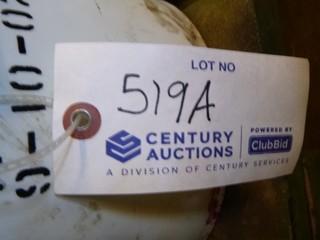 LOT NO
519A
CENTURY
AUCTIONS
POWERED BY
ClubBid
A DIVISION OF CENTURY SERVICES